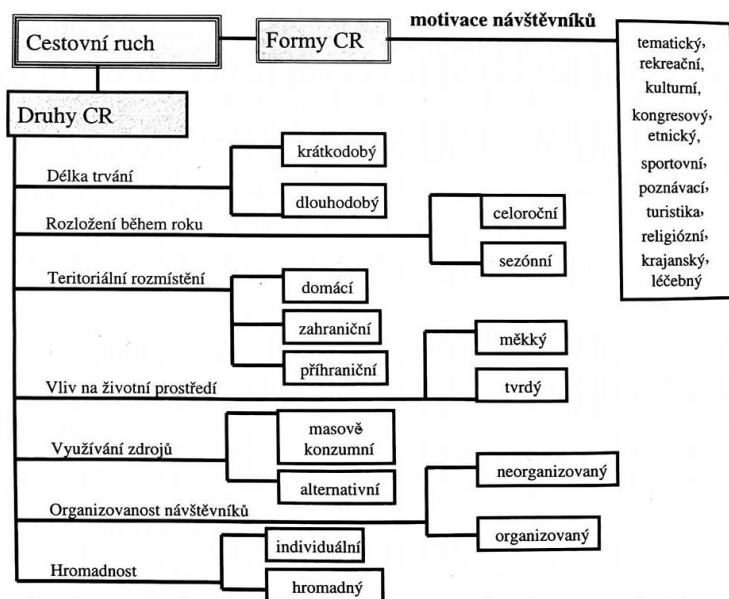 motivace návštěvníků
Cestovní ruch
Formy CR
tematický,
rekreační,
kulturní,
kongresový,
etnický,
sportovní,
poznávací,
turistika,
religiózní,
krajanský,
léčebný
Druhy CR
Délka trvání
krátkodobý
dlouhodobý
Rozložení během roku
celoroční
sezónní
Teritoriální rozmístění
domácí
zahraniční
příhraniční
Vliv na životní prostředí
měkký
tvrdý
Využívání zdrojů
masově
konzumní
alternativní
Organizovanost návštěvníků
neorganizovaný
organizovaný
Hromadnost
individuální
hromadný